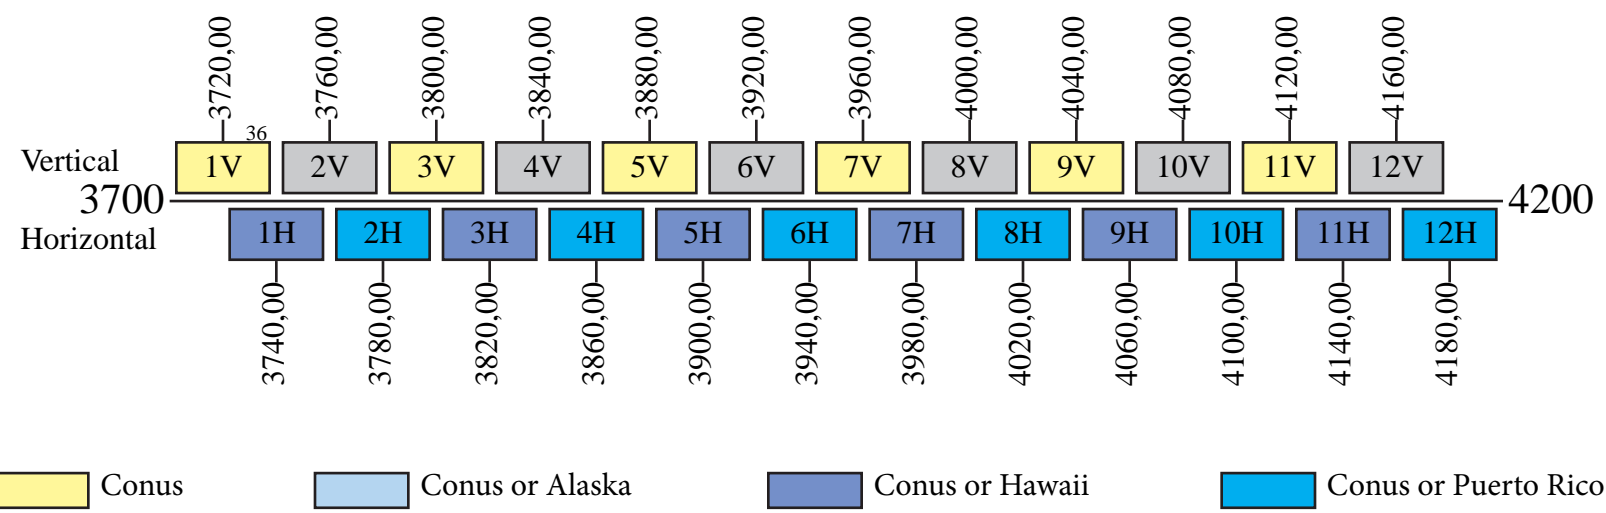 3720,00 3760,00 3800,00 3840,00 3880,00 3920,00 3960,00 4000,00 4040,00 4080,00 4120,00 4160,00
36
Vertical 1V 2V 3V 4V 5V 6V 7V 8V 9V 10V 11V 12V
3700 4200
Horizontal 1H 2H 3H 4H 5H 6H 7H 8H 9H 10H 11H 12H
3740,00 3780,00 3820,00 3860,00 3900,00 3940,00 3980,00 4020,00 4060,00 4100,00 4140,00 4180,00
Conus Conus or Alaska Conus or Hawaii Conus or Puerto Rico